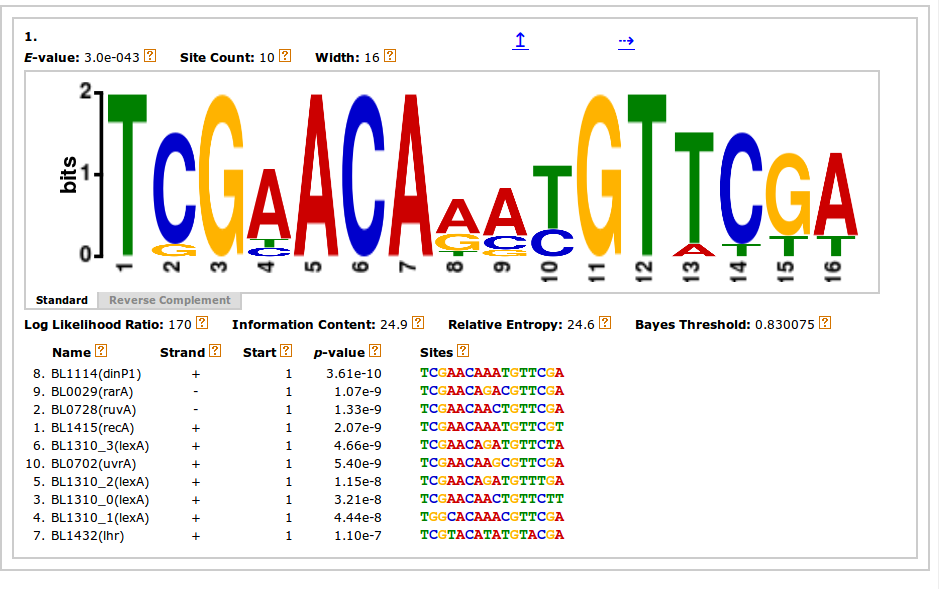 1. ↥ ⇢
E-value: 3.0e-043 ? Site Count: 10 ? Width: 16 ?
2
bits
1
0
T C G A A C A A A T G T T C G A
G T C G C C A T T T
C T G
1 2 3 4 5 6 7 8 9 10 11 12 13 14 15 16
Standard Reverse Complement
Log Likelihood Ratio: 170 ? Information Content: 24.9 ? Relative Entropy: 24.6 ? Bayes Threshold: 0.830075 ?
Name ? Strand ? Start ? p-value ? Sites ?
8. BL1114(dinP1) + 1 3.61e-10 TCGAACAAATGTTCGA
9. BL0029(rarA) - 1 1.07e-9 TCGAACAGACGTTCGA
2. BL0728(ruvA) - 1 1.33e-9 TCGAACAACTGTTCGA
1. BL1415(recA) + 1 2.07e-9 TCGAACAAATGTTCGT
6. BL1310_3(lexA) + 1 4.66e-9 TCGAACAGATGTTCTA
10. BL0702(uvrA) + 1 5.40e-9 TCGAACAAGCGTTCGA
5. BL1310_2(lexA) + 1 1.15e-8 TCGAACAGATGTTTGA
3. BL1310_0(lexA) + 1 3.21e-8 TCGAACAACTGTTCTT
4. BL1310_1(lexA) + 1 4.44e-8 TGGCACAAACGTTCGA
7. BL1432(lhr) + 1 1.10e-7 TCGTACATATGTACGA